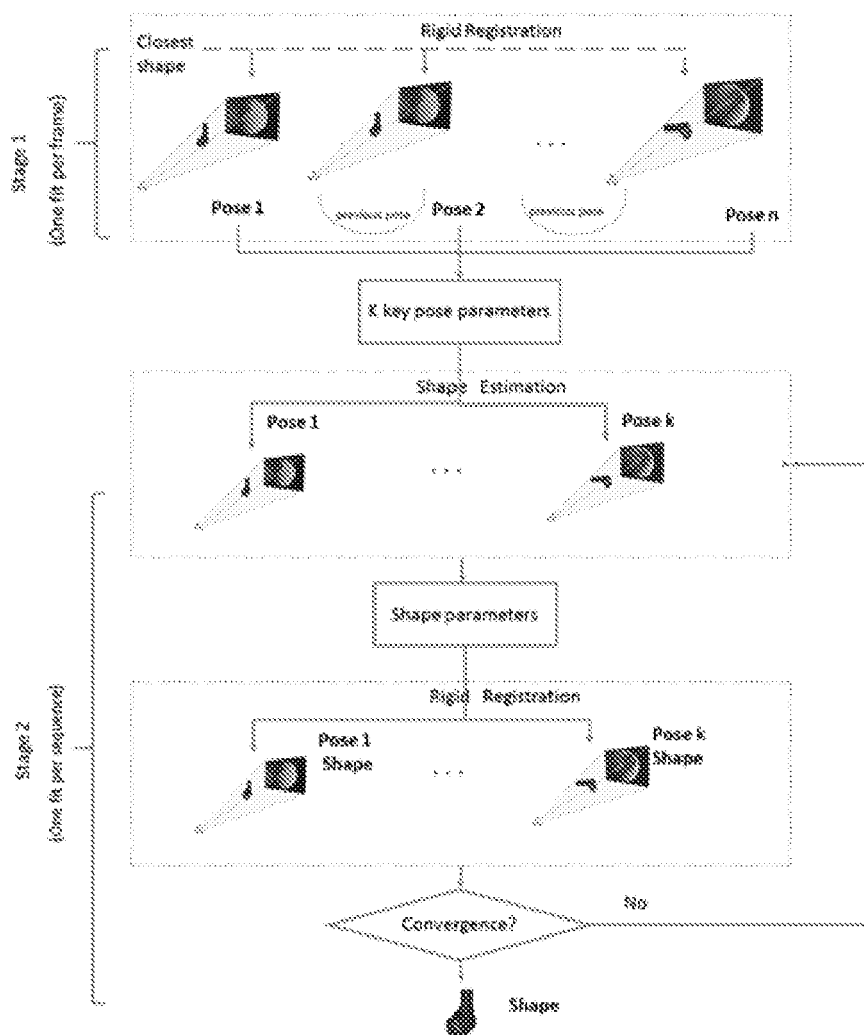 Closest shape
Rigid Registration
Stage 1
(One fit per frame)
Pose 1
previous pose
Pose 2
previous pose
Pose n
K key pose parameters
Shape Estimation
Pose 1
Pose k
Shape parameters
Stage 2
(One fit per sequence)
Rigid Registration
Pose 1
Shape
Pose k
Shape
Convergence?
No
Shape